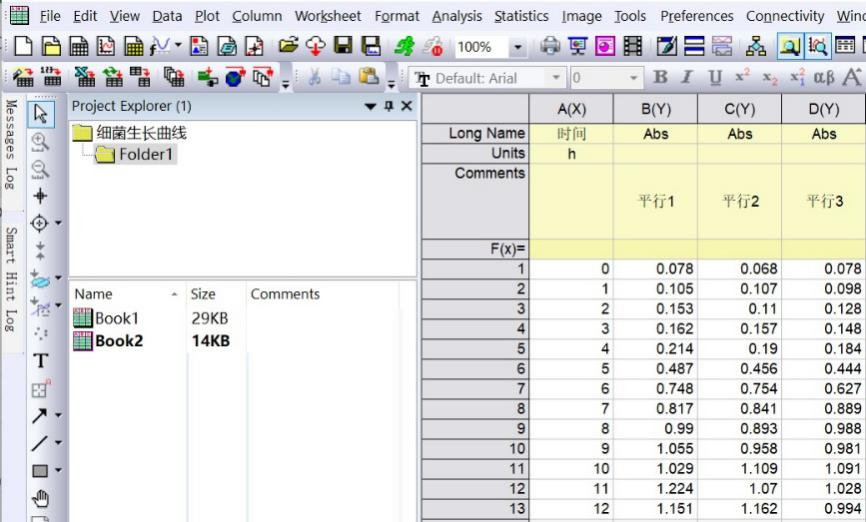 File Edit View Data Plot Column Worksheet Format Analysis Statistics Image Tools Preferences Connectivity Win
100%
Default: Arial 0 B I U x² x₂ x₁² αβ A
Messages Log
Smart Hint Log
Project Explorer (1)
细菌生长曲线
Folder1
Name Size Comments
Book1 29KB
Book2 14KB
T
A(X) B(Y) C(Y) D(Y)
Long Name 时间 Abs Abs Abs
Units h
Comments 平行1 平行2 平行3
F(x)=
1 0 0.078 0.068 0.078
2 1 0.105 0.107 0.098
3 2 0.153 0.11 0.128
4 3 0.162 0.157 0.148
5 4 0.214 0.19 0.184
6 5 0.487 0.456 0.444
7 6 0.748 0.754 0.627
8 7 0.817 0.841 0.889
9 8 0.99 0.893 0.988
10 9 1.055 0.958 0.981
11 10 1.029 1.109 1.091
12 11 1.224 1.07 1.028
13 12 1.151 1.162 0.994